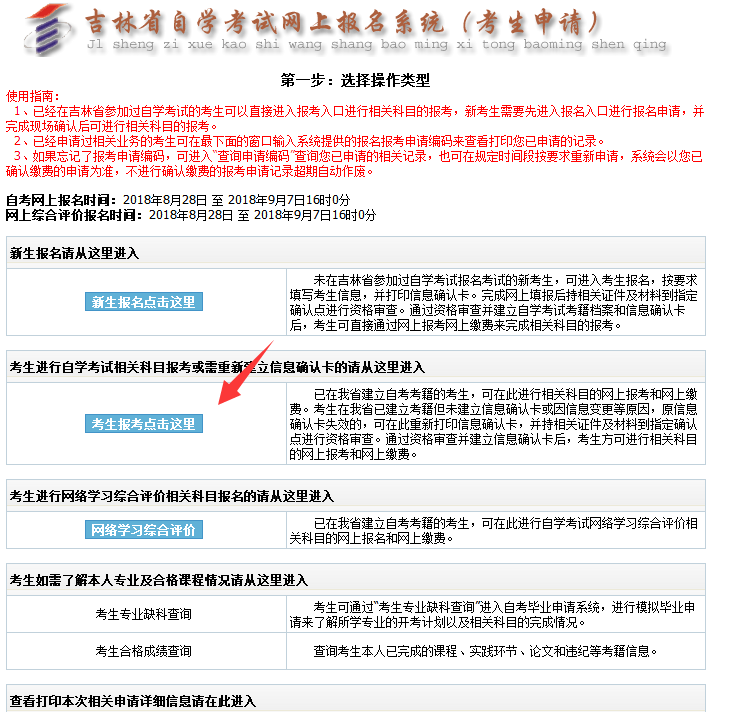 吉林省自学考试网上报名系统（考生申请）
Jl sheng zi xue kao shi wang shang bao ming xi tong baoming shen qing
第一步：选择操作类型
使用指南：
1、已经在吉林省参加过自学考试的考生可以直接进入报考入口进行相关科目的报考，新考生需要先进入报名入口进行报名申请，并
完成现场确认后可进行相关科目的报考。
2、已经申请过相关业务的考生可在最下面的窗口输入系统提供的报名报考申请编码来查看打印您已申请的记录。
3、如果忘记了报考申请编码，可进入"查询申请编码"查询您已申请的相关记录，也可在规定时间段按要求重新申请，系统会以您已
确认缴费的申请为准，不进行确认缴费的报考申请记录超期自动作废。
自考网上报名时间：2018年8月28日 至 2018年9月7日16时0分
网上综合评价报名时间：2018年8月28日 至 2018年9月7日16时0分
新生报名请从这里进入
新生报名点击这里
未在吉林省参加过自学考试报名考试的新考生，可进入考生报名，按要求
填写考生信息，并打印信息确认卡。完成网上填报后持相关证件及材料到指定
确认点进行资格审查。通过资格审查并建立自学考试考籍档案和信息确认卡
后，考生可直接通过网上报考网上缴费来完成相关科目的报考。
考生进行自学考试相关科目报考或需重新建立信息确认卡的请从这里进入
考生报考点击这里
已在我省建立自考考籍的考生，可在此进行相关科目的网上报考和网上缴
费。考生在我省已建立考籍但未建立信息确认卡或因信息变更等原因，原信息
确认卡失效的，可在此重新打印信息确认卡，并持相关证件及材料到指定确认
点进行资格审查。通过资格审查并建立信息确认卡后，考生方可进行相关科目
的网上报考和网上缴费。
考生进行网络学习综合评价相关科目报名的请从这里进入
网络学习综合评价
已在我省建立自考考籍的考生，可在此进行自学考试网络学习综合评价相
关科目的网上报名和网上缴费。
考生如需了解本人专业及合格课程情况请从这里进入
考生专业缺科查询
考生可通过"考生专业缺科查询"进入自考毕业申请系统，进行模拟毕业申
请来了解所学专业的开考计划以及相关科目的完成情况。
考生合格成绩查询
查询考生本人已完成的课程、实践环节、论文和违纪等考籍信息。
查看打印本次相关申请详细信息请在此进入